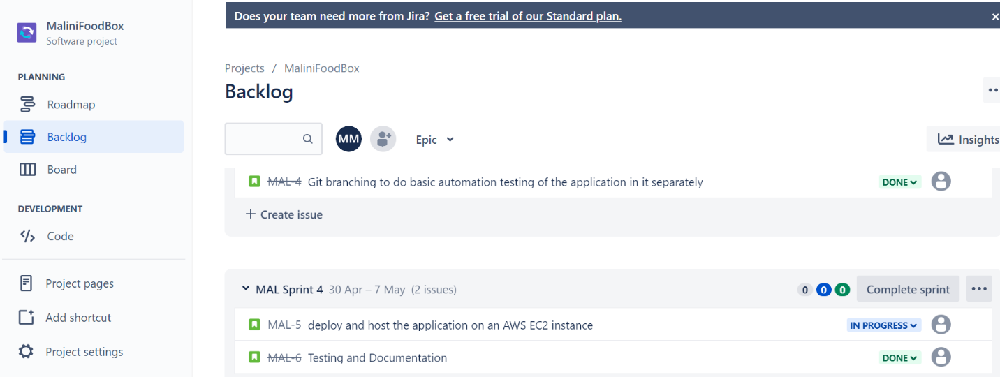 Does your team need more from Jira? Get a free trial of our Standard plan.
MaliniFoodBox
Software project
PLANNING
Roadmap
Backlog
Board
DEVELOPMENT
Code
Project pages
Add shortcut
Project settings
Projects / MaliniFoodBox
Backlog
MM
Epic
Insights
MAL-4 Git branching to do basic automation testing of the application in it separately DONE
+ Create issue
MAL Sprint 4 30 Apr – 7 May (2 issues) 0 0 0 Complete sprint
MAL-5 deploy and host the application on an AWS EC2 instance IN PROGRESS
MAL-6 Testing and Documentation DONE